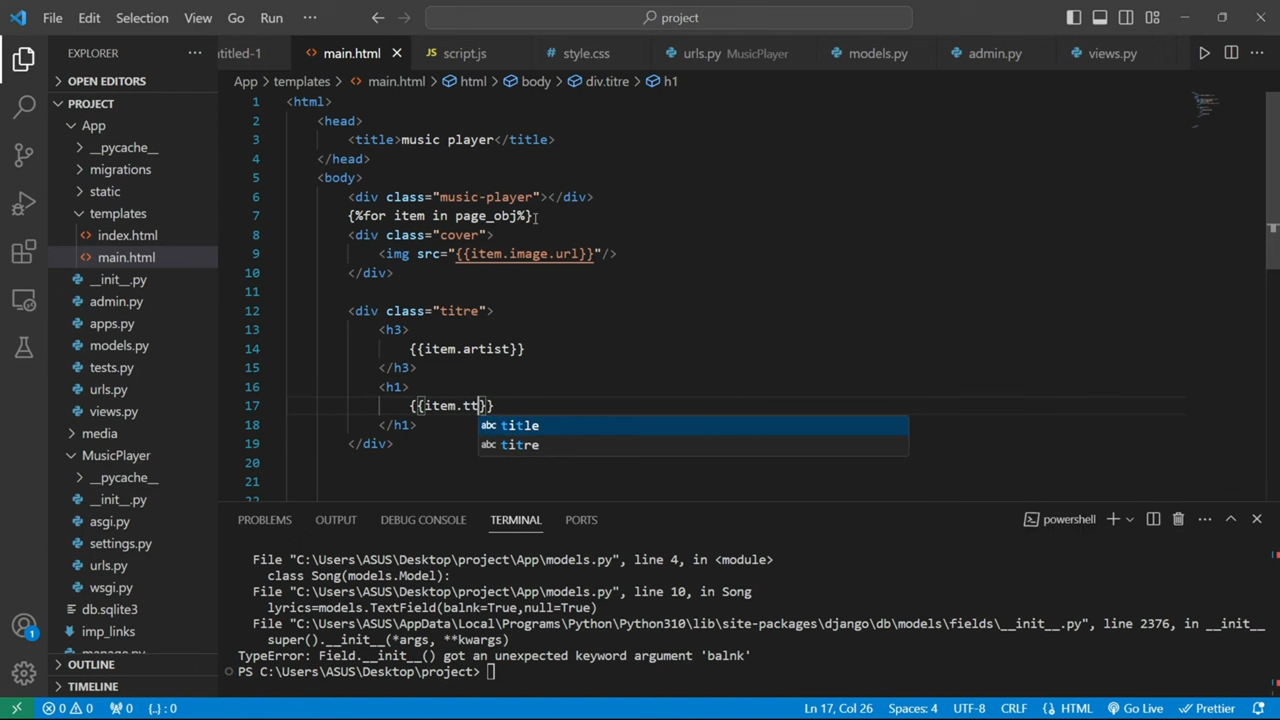 File Edit Selection View Go Run ··· project
EXPLORER ··· ntitled-1 main.html script.js style.css urls.py MusicPlayer models.py admin.py views.py
OPEN EDITORS
App > templates > main.html > html > body > div.titre > h1
PROJECT
App
__pycache__
migrations
static
templates
index.html
main.html
__init__.py
admin.py
apps.py
models.py
tests.py
urls.py
views.py
media
MusicPlayer
__pycache__
__init__.py
asgi.py
settings.py
urls.py
wsgi.py
db.sqlite3
imp_links
manage.py
OUTLINE
TIMELINE
1 <html>
2 <head>
3 <title>music player</title>
4 </head>
5 <body>
6 <div class="music-player"></div>
7 {%for item in page_obj%}
8 <div class="cover">
9 <img src="{{item.image.url}}"/>
10 </div>
11
12 <div class="titre">
13 <h3>
14 {{item.artist}}
15 </h3>
16 <h1>
17 {{item.tt}}
abc title
18 </h1>
abc titre
19 </div>
20
21
22
PROBLEMS OUTPUT DEBUG CONSOLE TERMINAL PORTS powershell
File "C:\Users\ASUS\Desktop\project\App\models.py", line 4, in <module>
class Song(models.Model):
File "C:\Users\ASUS\Desktop\project\App\models.py", line 10, in Song
lyrics=models.TextField(balnk=True,null=True)
File "C:\Users\ASUS\AppData\Local\Programs\Python\Python310\lib\site-packages\django\db\models\fields\__init__.py", line 2376, in __init__
super().__init__(*args, **kwargs)
TypeError: Field.__init__() got an unexpected keyword argument 'balnk'
PS C:\Users\ASUS\Desktop\project>
1
0 0 0 {..} : 0 Ln 17, Col 26 Spaces: 4 UTF-8 CRLF HTML Go Live Prettier